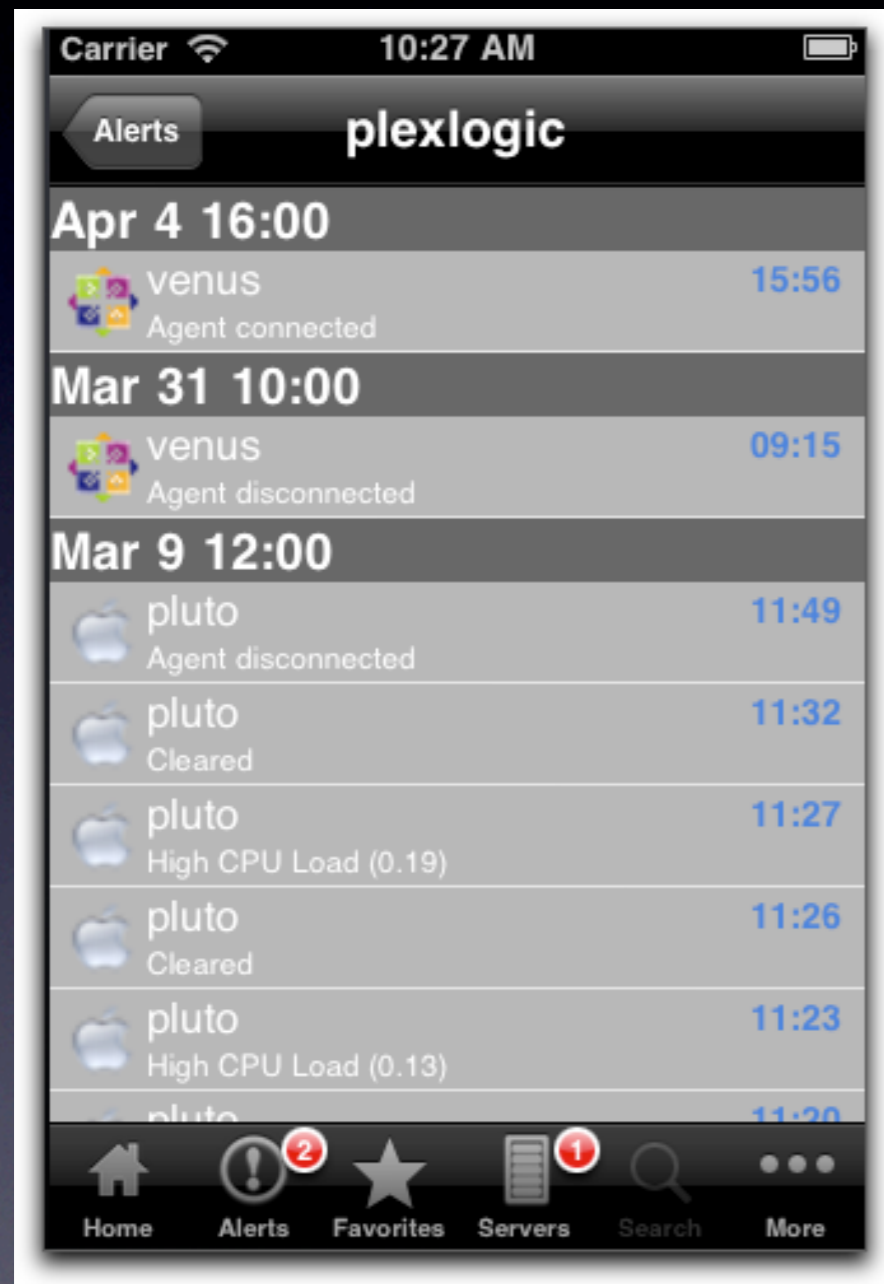 Carrier 10:27 AM
Alerts plexlogic
Apr 4 16:00
venus 15:56
Agent connected
Mar 31 10:00
venus 09:15
Agent disconnected
Mar 9 12:00
pluto 11:49
Agent disconnected
pluto 11:32
Cleared
pluto 11:27
High CPU Load (0.19)
pluto 11:26
Cleared
pluto 11:23
High CPU Load (0.13)
pluto 11:20
2 1
Home Alerts Favorites Servers Search More